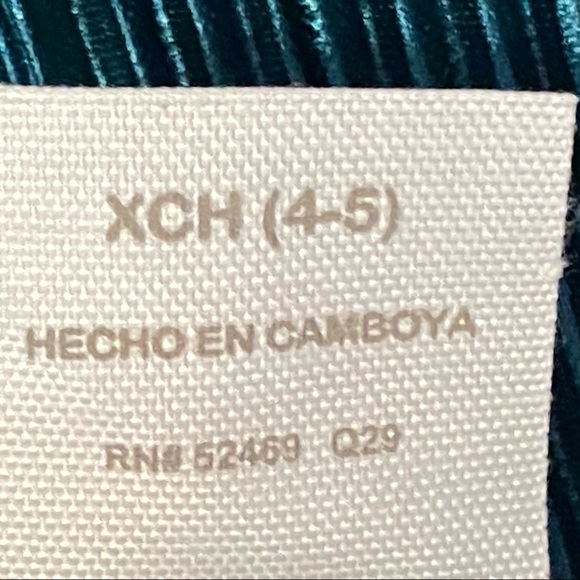 XCH (4-5)
HECHO EN CAMBOYA
RN# 52469 Q29